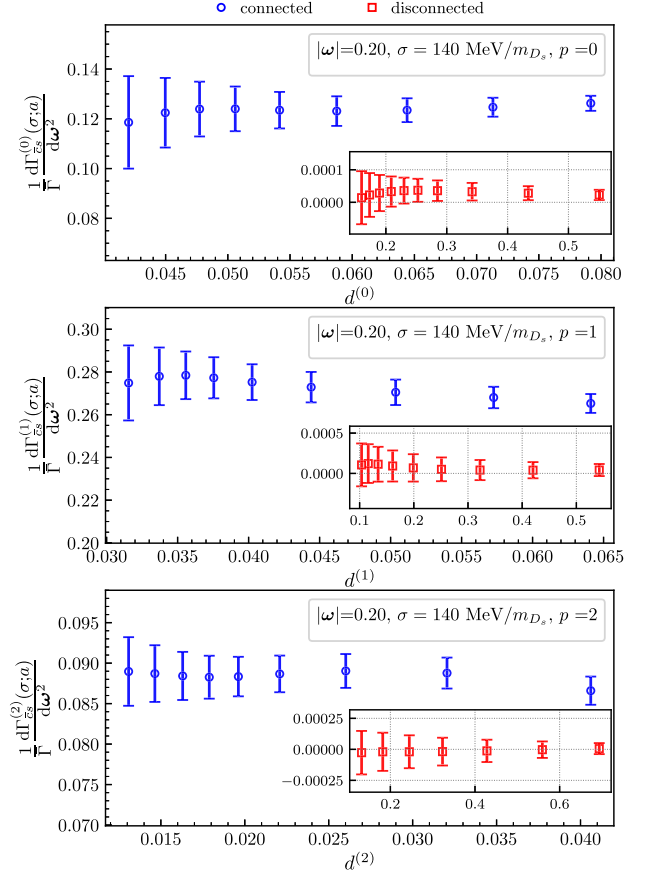 connected disconnected
|ω|=0.20, σ = 140 MeV/m_{D_s}, p =0
1/Γ̄ dΓ_{c̄s}^{(0)}(σ;a)/dω²
0.14
0.12
0.10
0.08
0.0001
0.0000
0.2 0.3 0.4 0.5
0.045 0.050 0.055 0.060 0.065 0.070 0.075 0.080
d^{(0)}
|ω|=0.20, σ = 140 MeV/m_{D_s}, p =1
1/Γ̄ dΓ_{c̄s}^{(1)}(σ;a)/dω²
0.30
0.28
0.26
0.24
0.22
0.20
0.0005
0.0000
0.1 0.2 0.3 0.4 0.5
0.030 0.035 0.040 0.045 0.050 0.055 0.060 0.065
d^{(1)}
|ω|=0.20, σ = 140 MeV/m_{D_s}, p =2
1/Γ̄ dΓ_{c̄s}^{(2)}(σ;a)/dω²
0.095
0.090
0.085
0.080
0.075
0.070
0.00025
0.00000
−0.00025
0.2 0.4 0.6
0.015 0.020 0.025 0.030 0.035 0.040
d^{(2)}